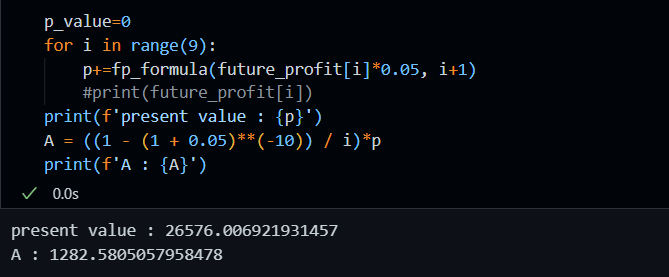 p_value=0
for i in range(9):
    p+=fp_formula(future_profit[i]*0.05, i+1)
    #print(future_profit[i])
print(f'present value : {p}')
A = ((1 - (1 + 0.05)**(-10)) / i)*p
print(f'A : {A}')
0.0s
present value : 26576.006921931457
A : 1282.5805057958478